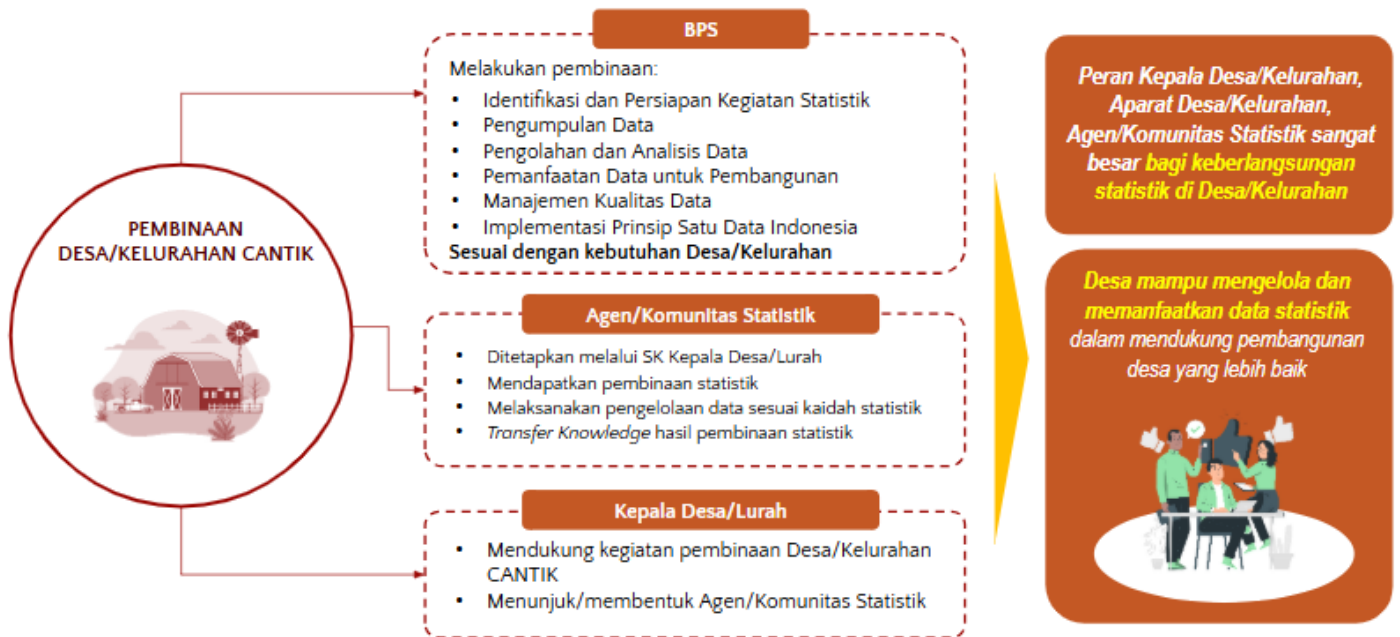 PEMBINAAN
DESA/KELURAHAN CANTIK
BPS
Melakukan pembinaan:
• Identifikasi dan Persiapan Kegiatan Statistik
• Pengumpulan Data
• Pengolahan dan Analisis Data
• Pemanfaatan Data untuk Pembangunan
• Manajemen Kualitas Data
• Implementasi Prinsip Satu Data Indonesia
Sesuai dengan kebutuhan Desa/Kelurahan
Agen/Komunitas Statistik
• Ditetapkan melalui SK Kepala Desa/Lurah
• Mendapatkan pembinaan statistik
• Melaksanakan pengelolaan data sesuai kaidah statistik
• Transfer Knowledge hasil pembinaan statistik
Kepala Desa/Lurah
• Mendukung kegiatan pembinaan Desa/Kelurahan
CANTIK
• Menunjuk/membentuk Agen/Komunitas Statistik
Peran Kepala Desa/Kelurahan,
Aparat Desa/Kelurahan,
Agen/Komunitas Statistik sangat
besar bagi keberlangsungan
statistik di Desa/Kelurahan
Desa mampu mengelola dan
memanfaatkan data statistik
dalam mendukung pembangunan
desa yang lebih baik